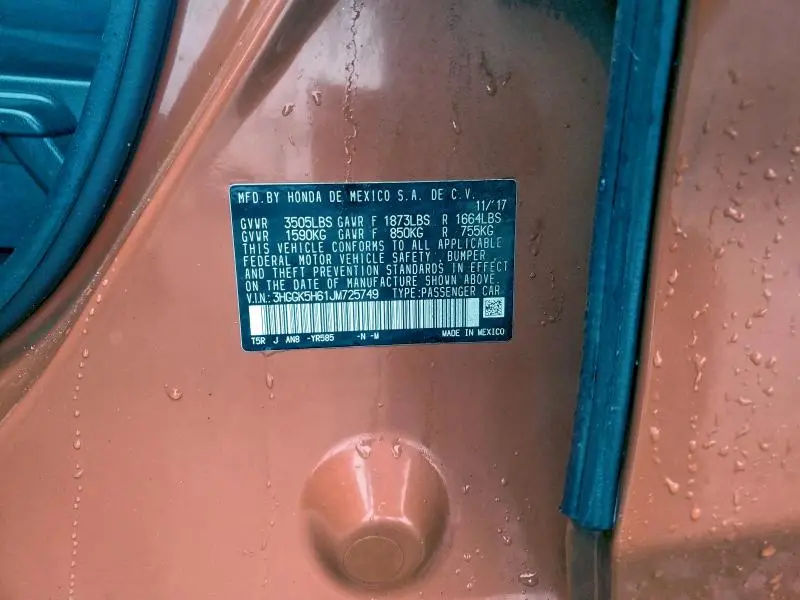 MFD.BY HONDA DE MEXICO S.A. DE C.V.
11/'17
GVWR 3505LBS GAWR F 1873LBS R 1664LBS
GVWR 1590KG GAWR F 850KG R 755KG
THIS VEHICLE CONFORMS TO ALL APPLICABLE
FEDERAL MOTOR VEHICLE SAFETY, BUMPER,
AND THEFT PREVENTION STANDARDS IN EFFECT
ON THE DATE OF MANUFACTURE SHOWN ABOVE.
V.I.N.:3HGGK5H61JM725749 TYPE:PASSENGER CAR
T5R J AN8 -YR585 -N -M MADE IN MEXICO